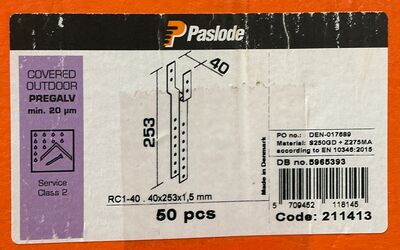 Paslode
COVERED
OUTDOOR
PREGALV
min. 20 µm
Service
Class 2
40
253
RC1-40 . 40x253x1,5 mm
50 pcs
Made in Denmark
PO no.: DEN-017689
Material: S250GD + Z275MA
according to EN 10346:2015
DB no.5965393
5 709452 118145
Code: 211413